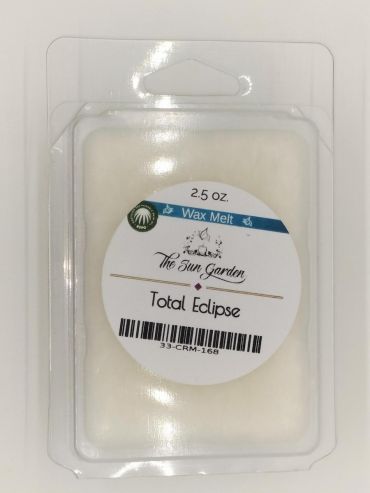 2.5 oz.
Wax Melt
The Sun Garden
Total Eclipse
33-CRM-168